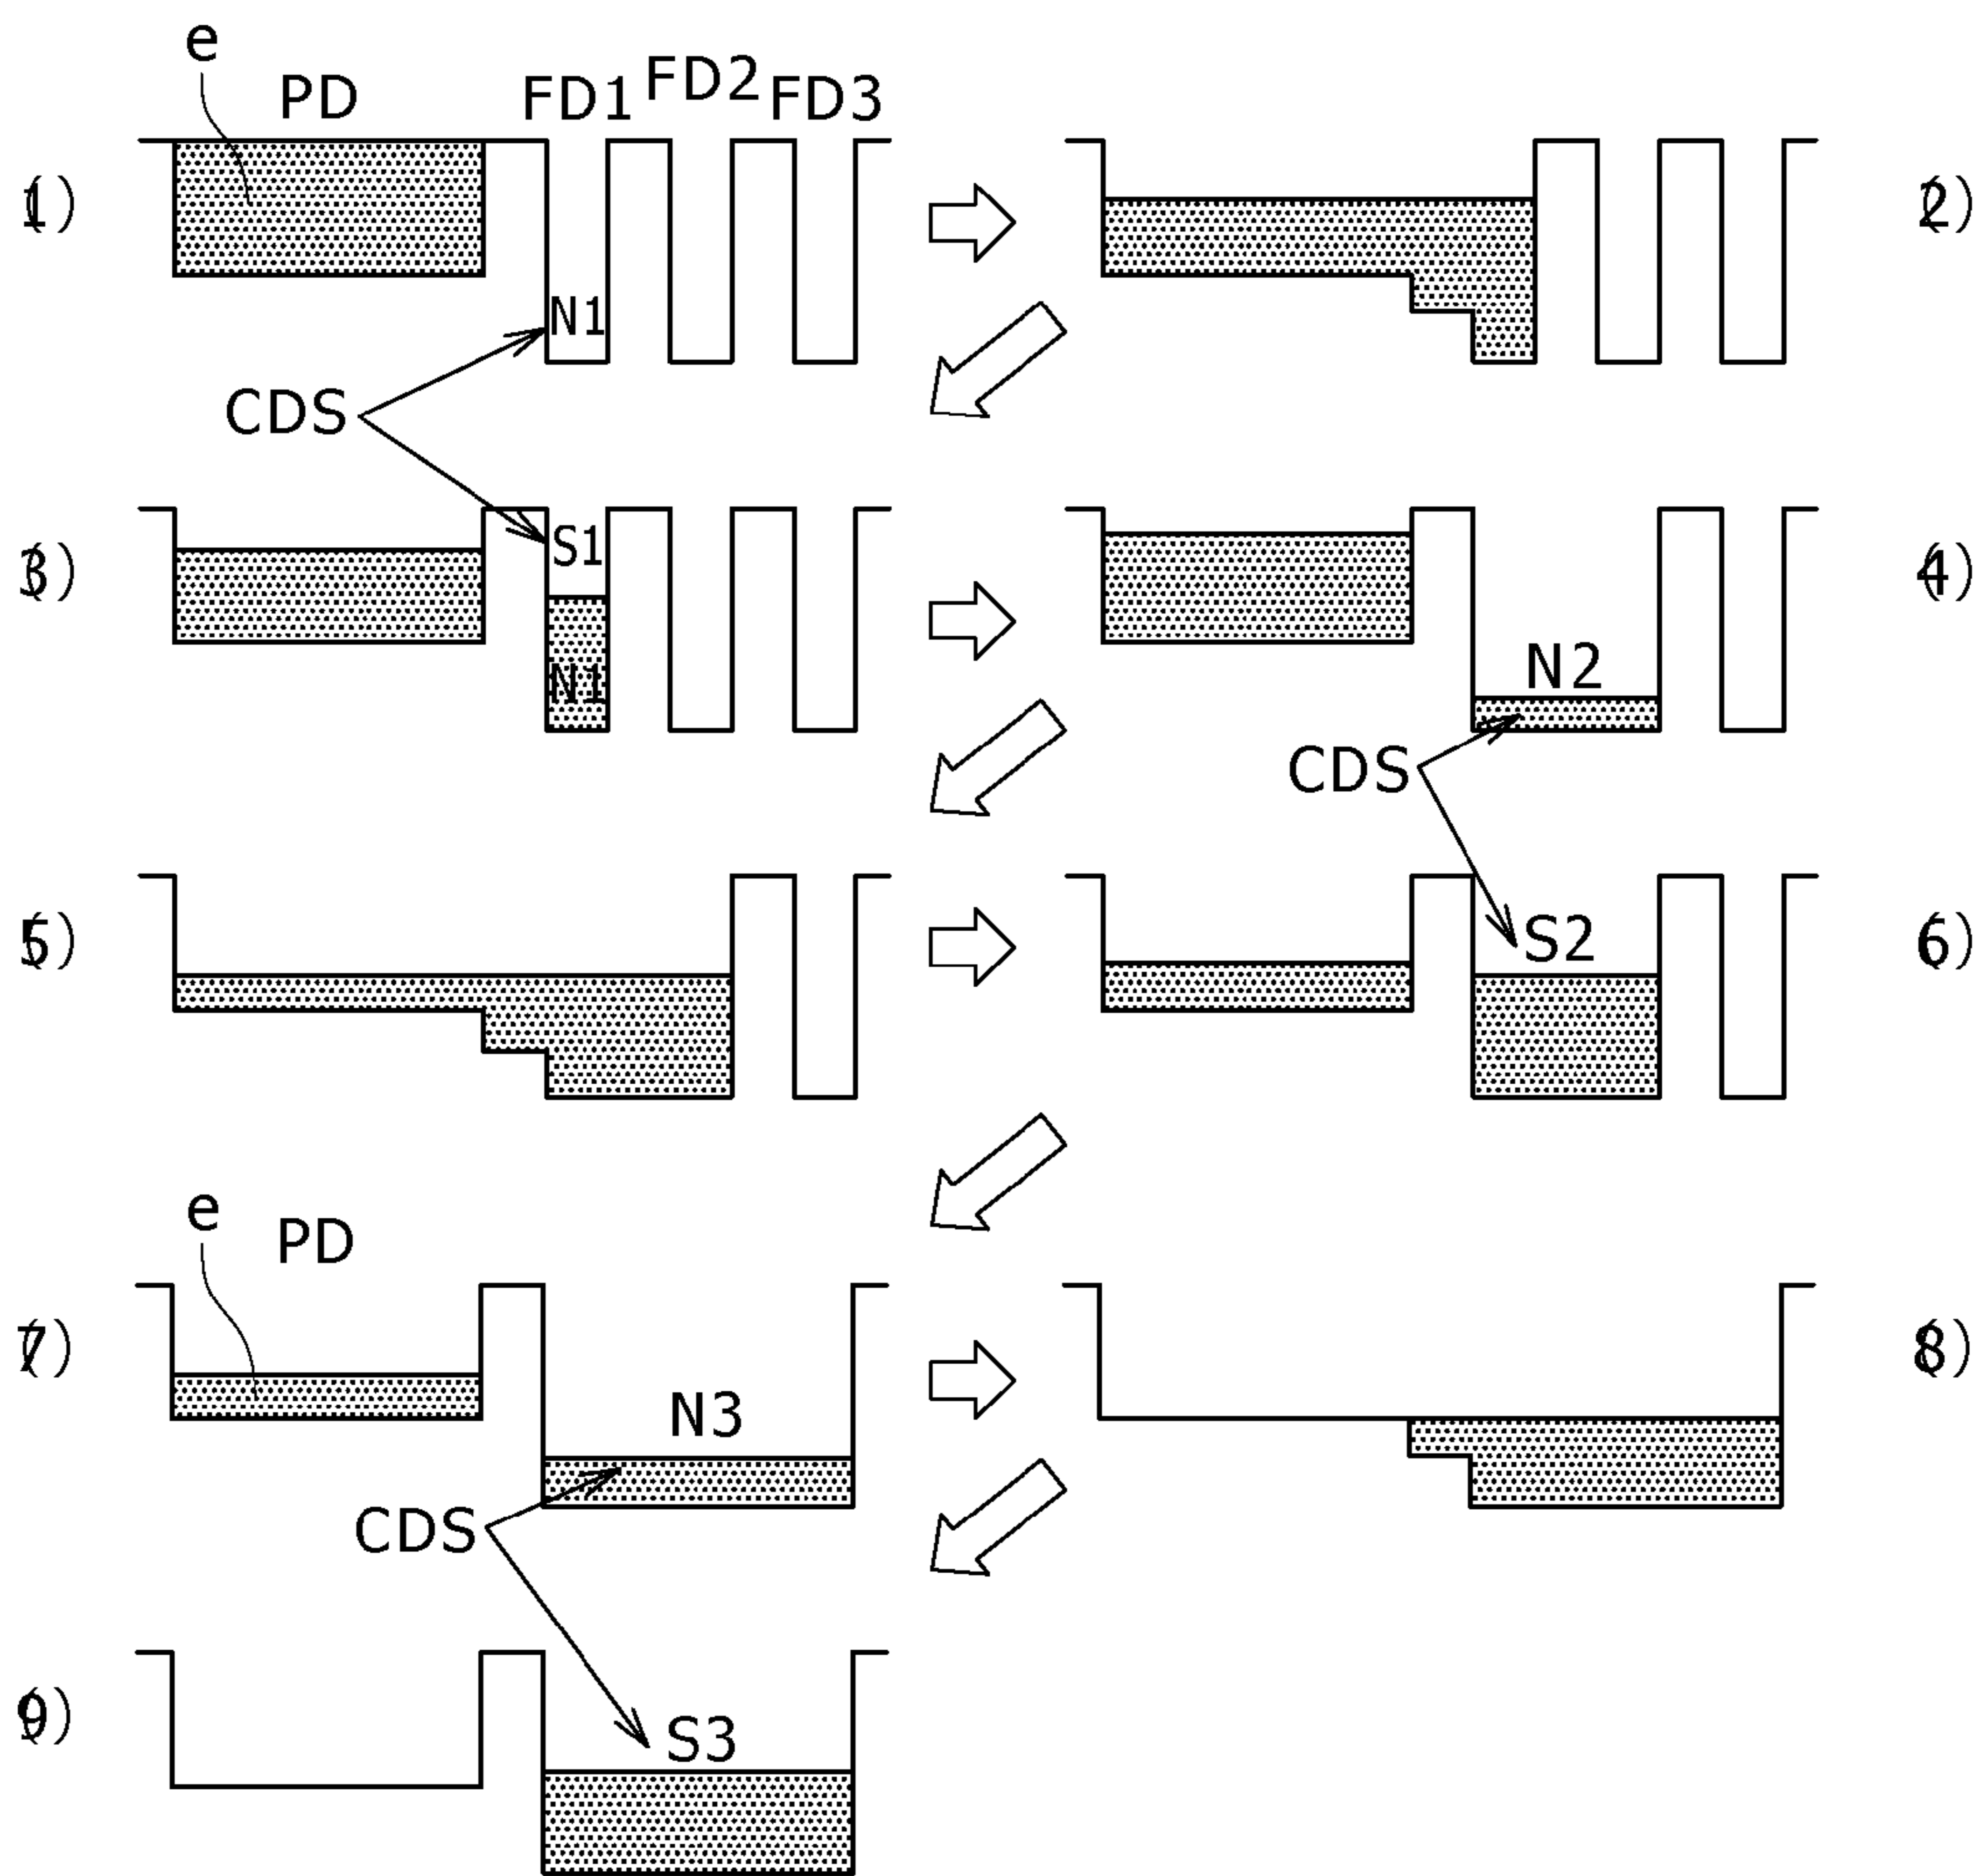 e
PD
FD1
FD2
FD3
(1)
N1
(2)
CDS
(3)
S1
N1
(4)
N2
CDS
(5)
(6)
S2
e
PD
(7)
N3
(8)
CDS
(9)
S3